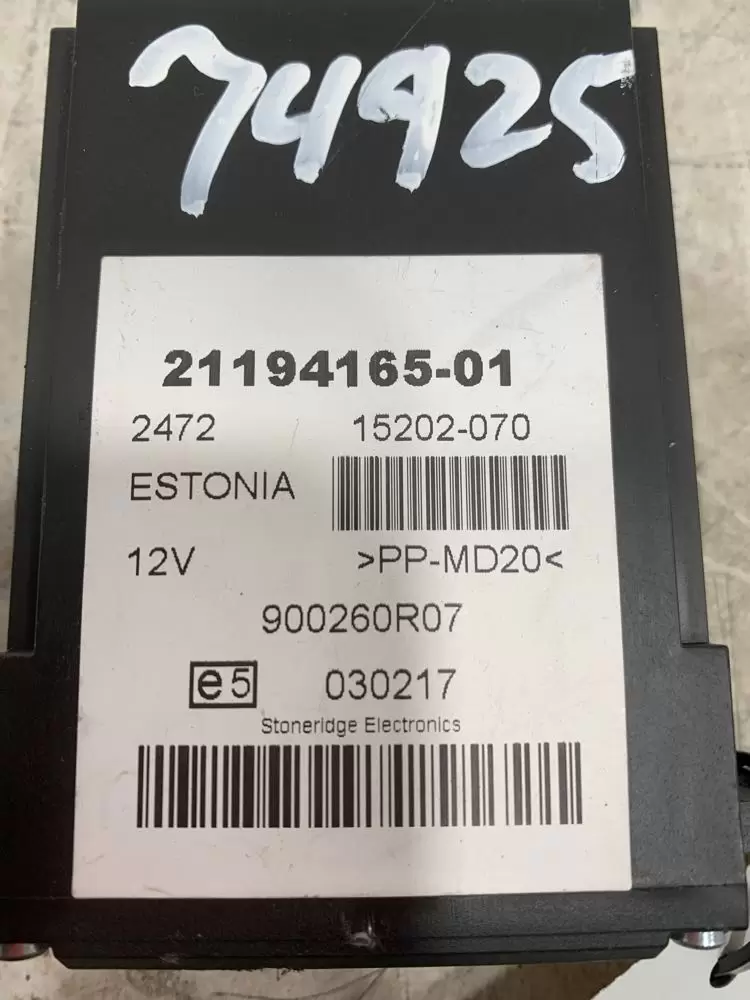 74925
21194165-01
2472 15202-070
ESTONIA
12V >PP-MD20<
900260R07
e5 030217
Stoneridge Electronics